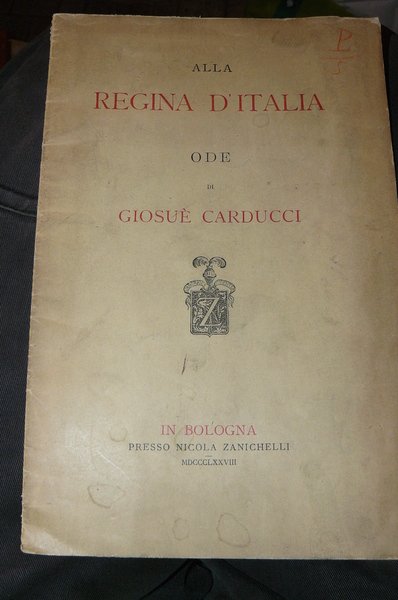 ALLA
REGINA D'ITALIA
ODE
DI
GIOSUÈ CARDUCCI
Z
IN BOLOGNA
PRESSO NICOLA ZANICHELLI
MDCCCLXXVIII